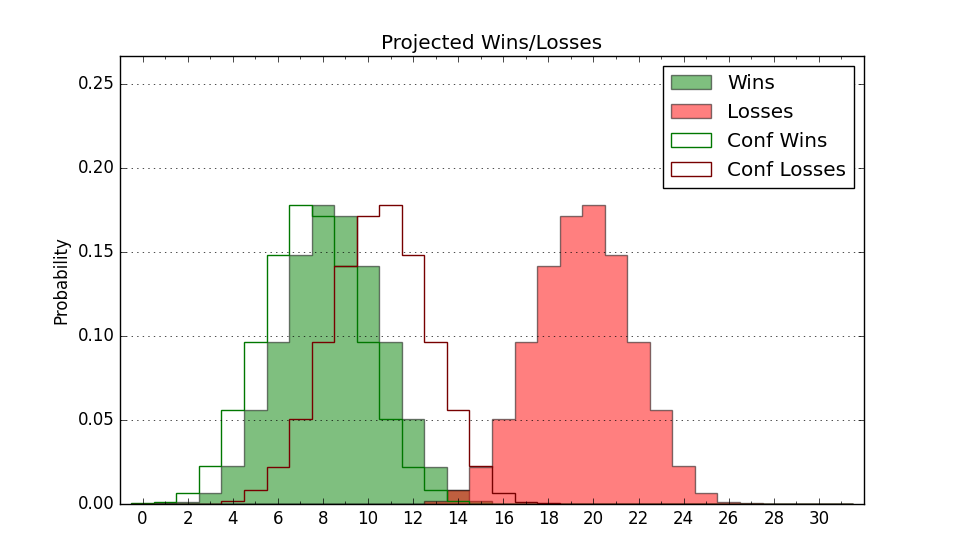 Projected Wins/Losses
Wins
Losses
Conf Wins
Conf Losses
Probability
0.25
0.20
0.15
0.10
0.05
0.00
0 2 4 6 8 10 12 14 16 18 20 22 24 26 28 30